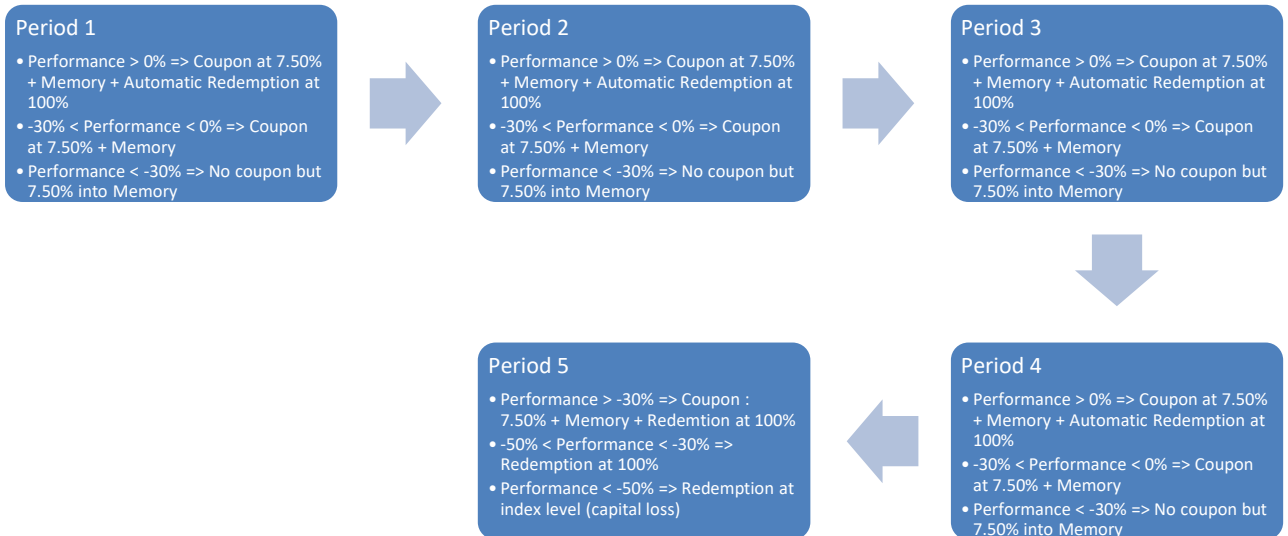 Period 1
• Performance > 0% => Coupon at 7.50%
+ Memory + Automatic Redemption at
100%
• -30% < Performance < 0% => Coupon
at 7.50% + Memory
• Performance < -30% => No coupon but
7.50% into Memory
Period 2
• Performance > 0% => Coupon at 7.50%
+ Memory + Automatic Redemption at
100%
• -30% < Performance < 0% => Coupon
at 7.50% + Memory
• Performance < -30% => No coupon but
7.50% into Memory
Period 3
• Performance > 0% => Coupon at 7.50%
+ Memory + Automatic Redemption at
100%
• -30% < Performance < 0% => Coupon
at 7.50% + Memory
• Performance < -30% => No coupon but
7.50% into Memory
Period 4
• Performance > 0% => Coupon at 7.50%
+ Memory + Automatic Redemption at
100%
• -30% < Performance < 0% => Coupon
at 7.50% + Memory
• Performance < -30% => No coupon but
7.50% into Memory
Period 5
• Performance > -30% => Coupon :
7.50% + Memory + Redemtion at 100%
• -50% < Performance < -30% =>
Redemption at 100%
• Performance < -50% => Redemption at
index level (capital loss)